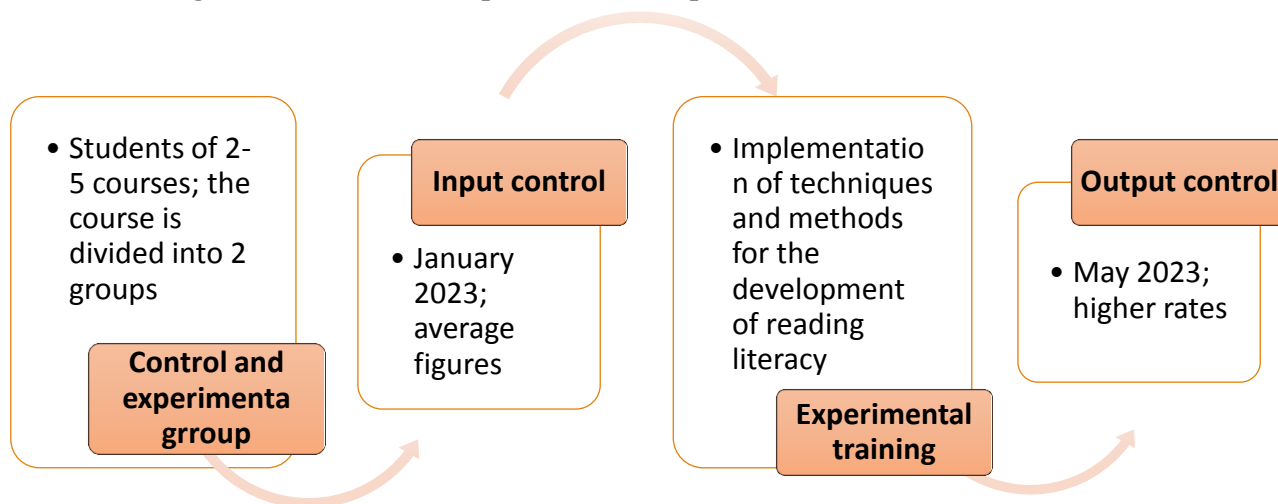 • Students of 2-
5 courses; the
course is
divided into 2
groups
Control and
experimenta
grroup
Input control
• January
2023;
average
figures
• Implementatio
n of techniques
and methods
for the
development
of reading
literacy
Experimental
training
Output control
• May 2023;
higher rates